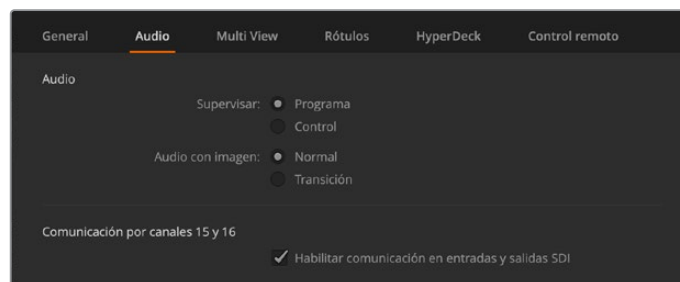 General Audio Multi View Rótulos HyperDeck Control remoto
Audio
Supervisar: Programa
Control
Audio con imagen: Normal
Transición
Comunicación por canales 15 y 16
Habilitar comunicación en entradas y salidas SDI